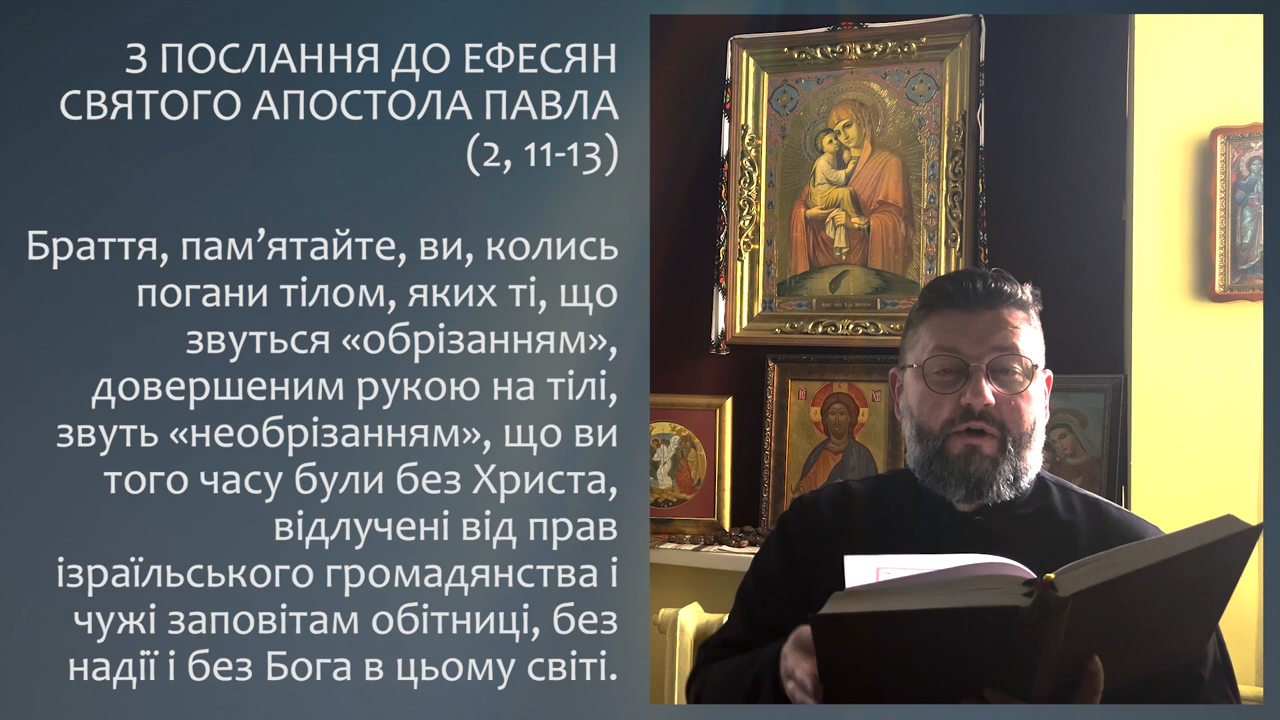 З ПОСЛАННЯ ДО ЕФЕСЯН
СВЯТОГО АПОСТОЛА ПАВЛА
(2, 11-13)
Браття, пам’ятайте, ви, колись
погани тілом, яких ті, що
звуться «обрізанням»,
довершеним рукою на тілі,
звуть «необрізанням», що ви
того часу були без Христа,
відлучені від прав
ізраїльського громадянства і
чужі заповітам обітниці, без
надії і без Бога в цьому світі.